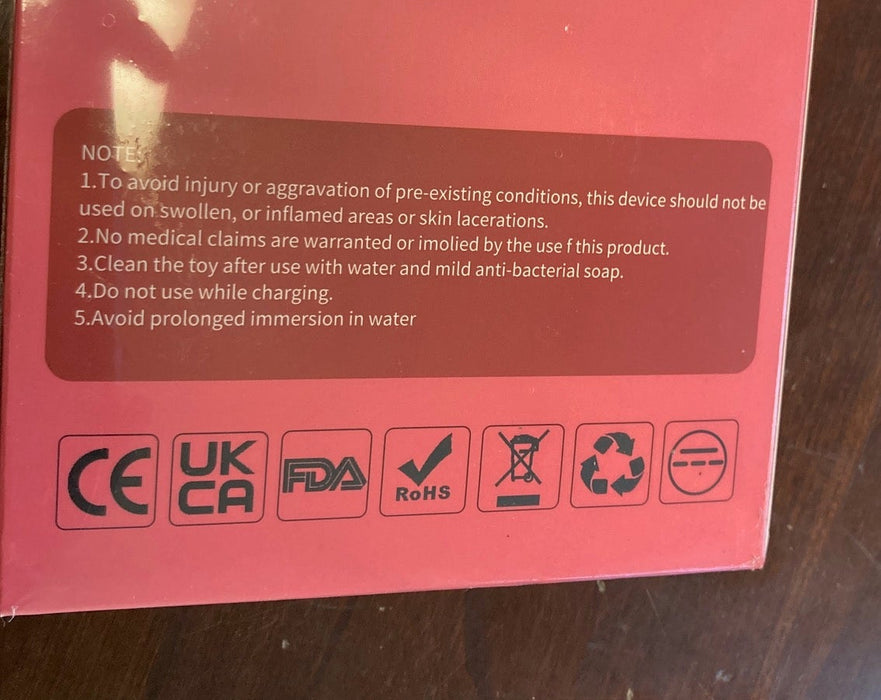 NOTE:
1.To avoid injury or aggravation of pre-existing conditions, this device should not be
used on swollen, or inflamed areas or skin lacerations.
2.No medical claims are warranted or imolied by the use f this product.
3.Clean the toy after use with water and mild anti-bacterial soap.
4.Do not use while charging.
5.Avoid prolonged immersion in water
CE UK CA FDA RoHS